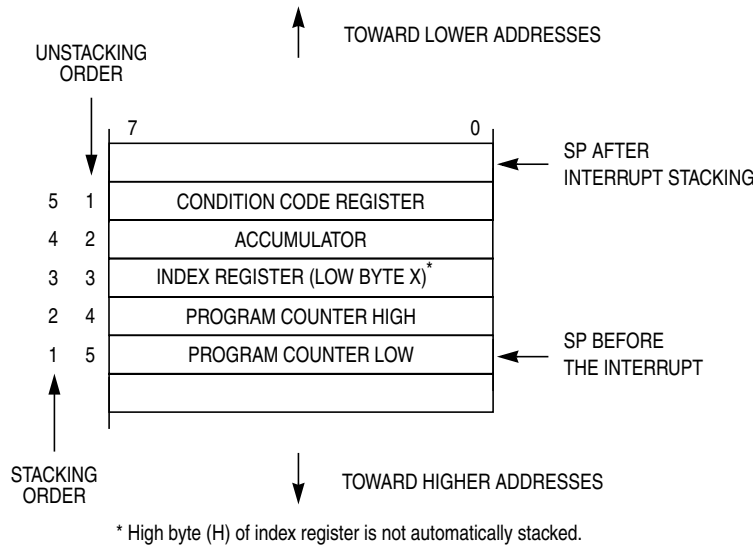 TOWARD LOWER ADDRESSES
UNSTACKING
ORDER
7 0
SP AFTER
INTERRUPT STACKING
5 1 CONDITION CODE REGISTER
4 2 ACCUMULATOR
3 3 INDEX REGISTER (LOW BYTE X)*
2 4 PROGRAM COUNTER HIGH
1 5 PROGRAM COUNTER LOW
SP BEFORE
THE INTERRUPT
STACKING
ORDER
TOWARD HIGHER ADDRESSES
* High byte (H) of index register is not automatically stacked.